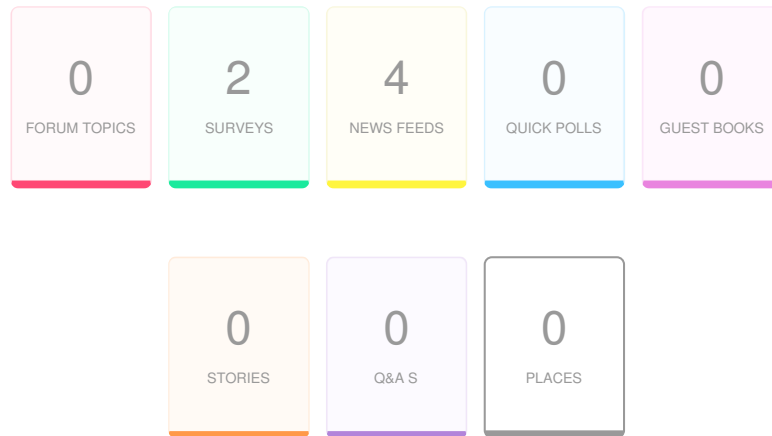 0 2 4 0 0
FORUM TOPICS SURVEYS NEWS FEEDS QUICK POLLS GUEST BOOKS
0 0 0
STORIES Q&A S PLACES